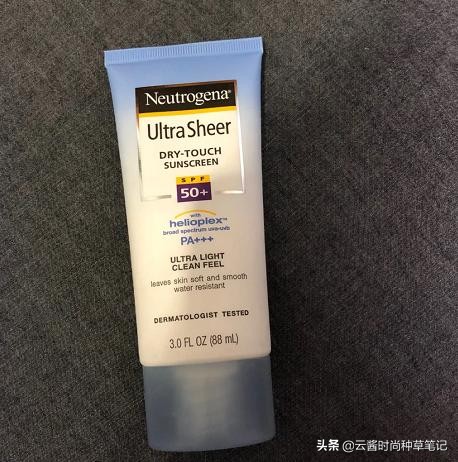 Neutrogena®
Ultra Sheer
DRY-TOUCH
SUNSCREEN
SPF
50+
with
helioplex™
broad spectrum uva-uvb
PA+++
ULTRA LIGHT
CLEAN FEEL
leaves skin soft and smooth
water resistant
DERMATOLOGIST TESTED
3.0 FL OZ (88 mL)
头条 @云酱时尚种草笔记